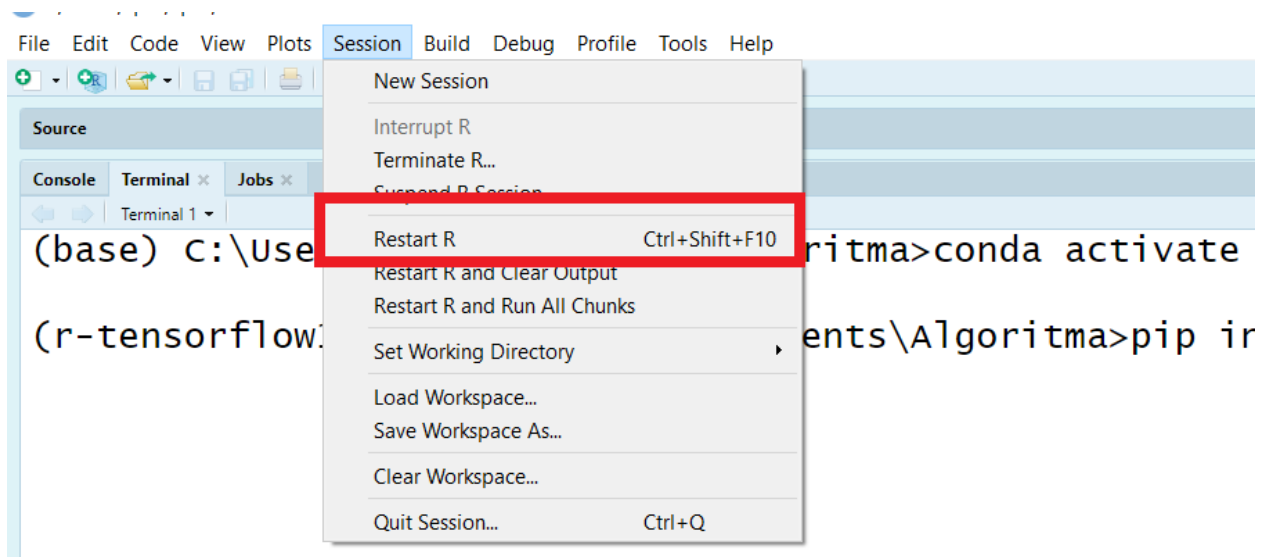 File Edit Code View Plots Session Build Debug Profile Tools Help
New Session
Source
Interrupt R
Terminate R...
Console Terminal × Jobs ×
Suspend R Session
Terminal 1
Restart R Ctrl+Shift+F10
(base) C:\Use ritma>conda activate
Restart R and Clear Output
Restart R and Run All Chunks
(r-tensorflow ents\Algoritma>pip
Set Working Directory
Load Workspace...
Save Workspace As...
Clear Workspace...
Quit Session... Ctrl+Q